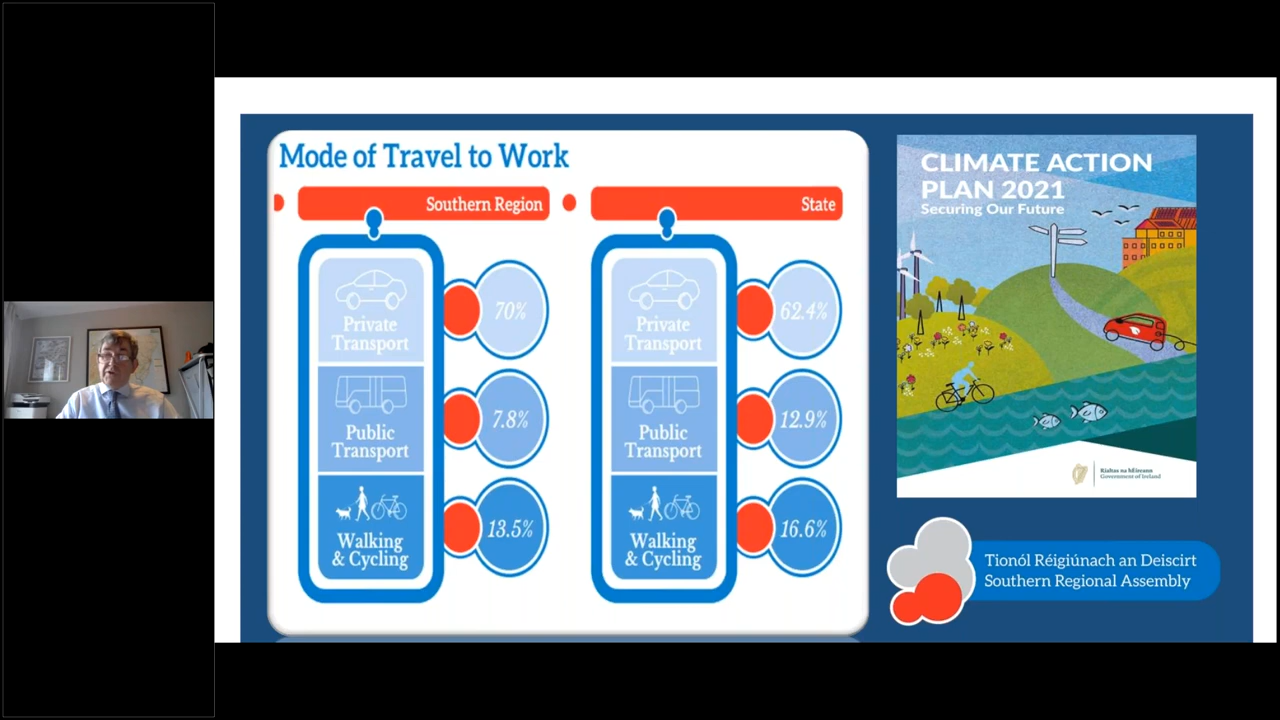 Mode of Travel to Work
Southern Region
Private
Transport
70%
Public
Transport
7.8%
Walking
& Cycling
13.5%
State
Private
Transport
62.4%
Public
Transport
12.9%
Walking
& Cycling
16.6%
CLIMATE ACTION
PLAN 2021
Securing Our Future
Rialtas na hÉireann
Government of Ireland
Tionól Réigiúnach an Deiscirt
Southern Regional Assembly